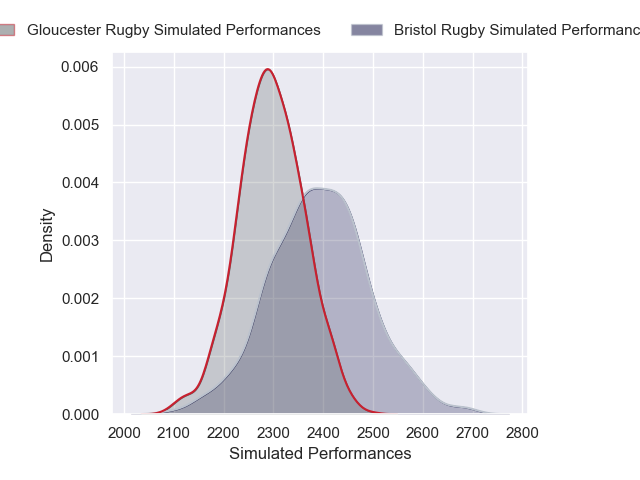 Gloucester Rugby Simulated Performances Bristol Rugby Simulated Performanc
0.006
0.005
0.004
0.003
0.002
0.001
0.000
Density
2000 2100 2200 2300 2400 2500 2600 2700 2800
Simulated Performances